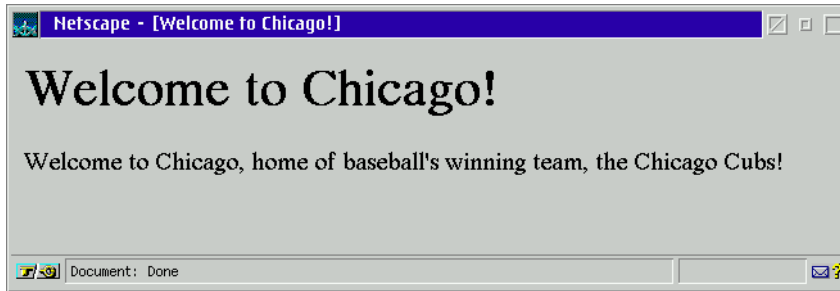 Netscape - [Welcome to Chicago!]
Welcome to Chicago!
Welcome to Chicago, home of baseball's winning team, the Chicago Cubs!
Document: Done